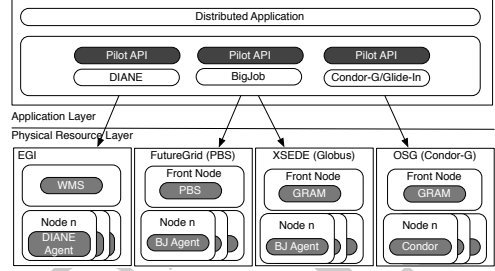 Distributed Application
Pilot API
Pilot API
Pilot API
DIANE
BigJob
Condor-G/Glide-In
Application Layer
Physical Resource Layer
EGI
FutureGrid (PBS)
XSEDE (Globus)
OSG (Condor-G)
WMS
Front Node
PBS
Front Node
GRAM
Front Node
GRAM
Node n
DIANE
Agent
Node n
BJ Agent
Node n
BJ Agent
Node n
Condor